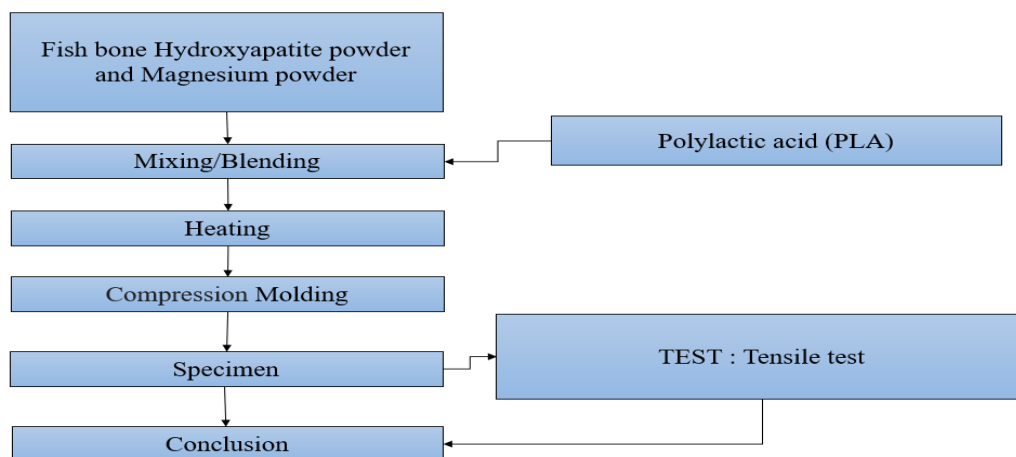 Fish bone Hydroxyapatite powder
and Magnesium powder
Mixing/Blending
Polylactic acid (PLA)
Heating
Compression Molding
Specimen
TEST : Tensile test
Conclusion